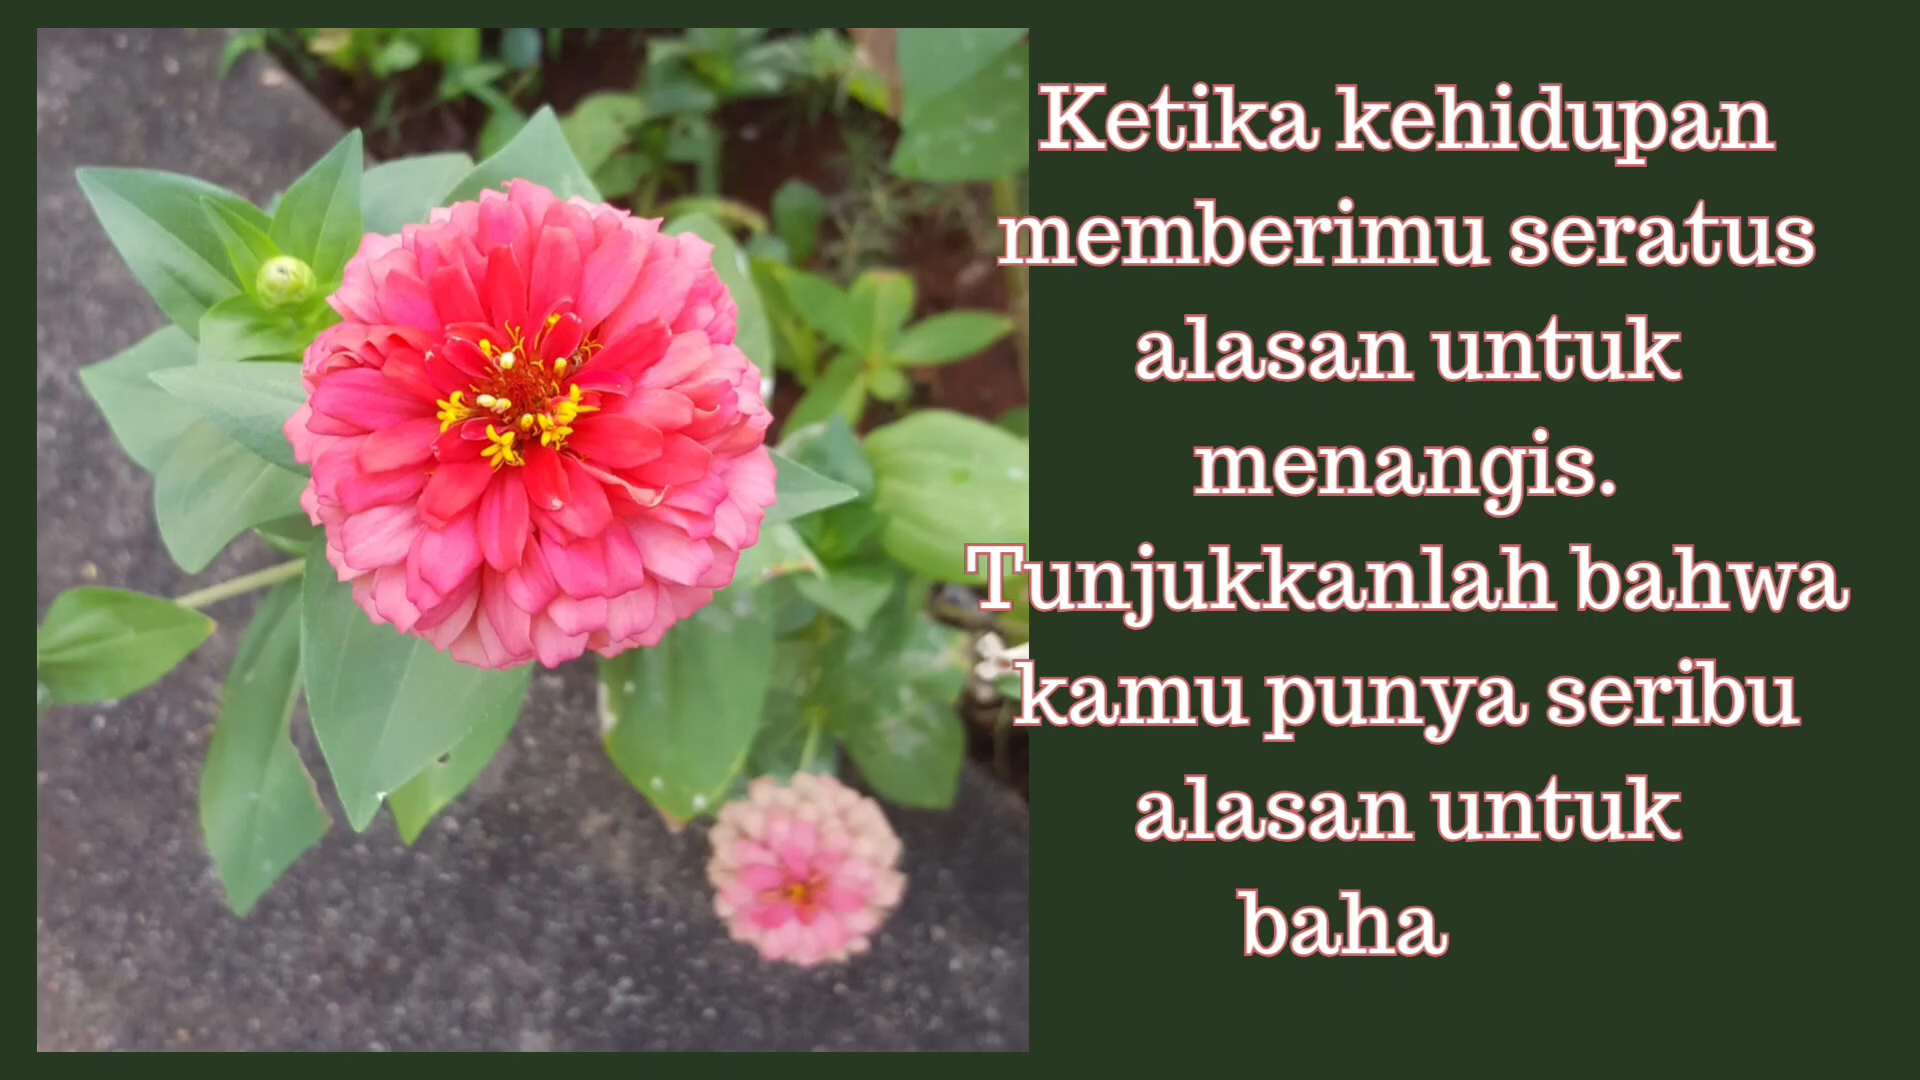 Ketika kehidupan
memberimu seratus
alasan untuk
menangis.
Tunjukkanlah bahwa
kamu punya seribu
alasan untuk
baha